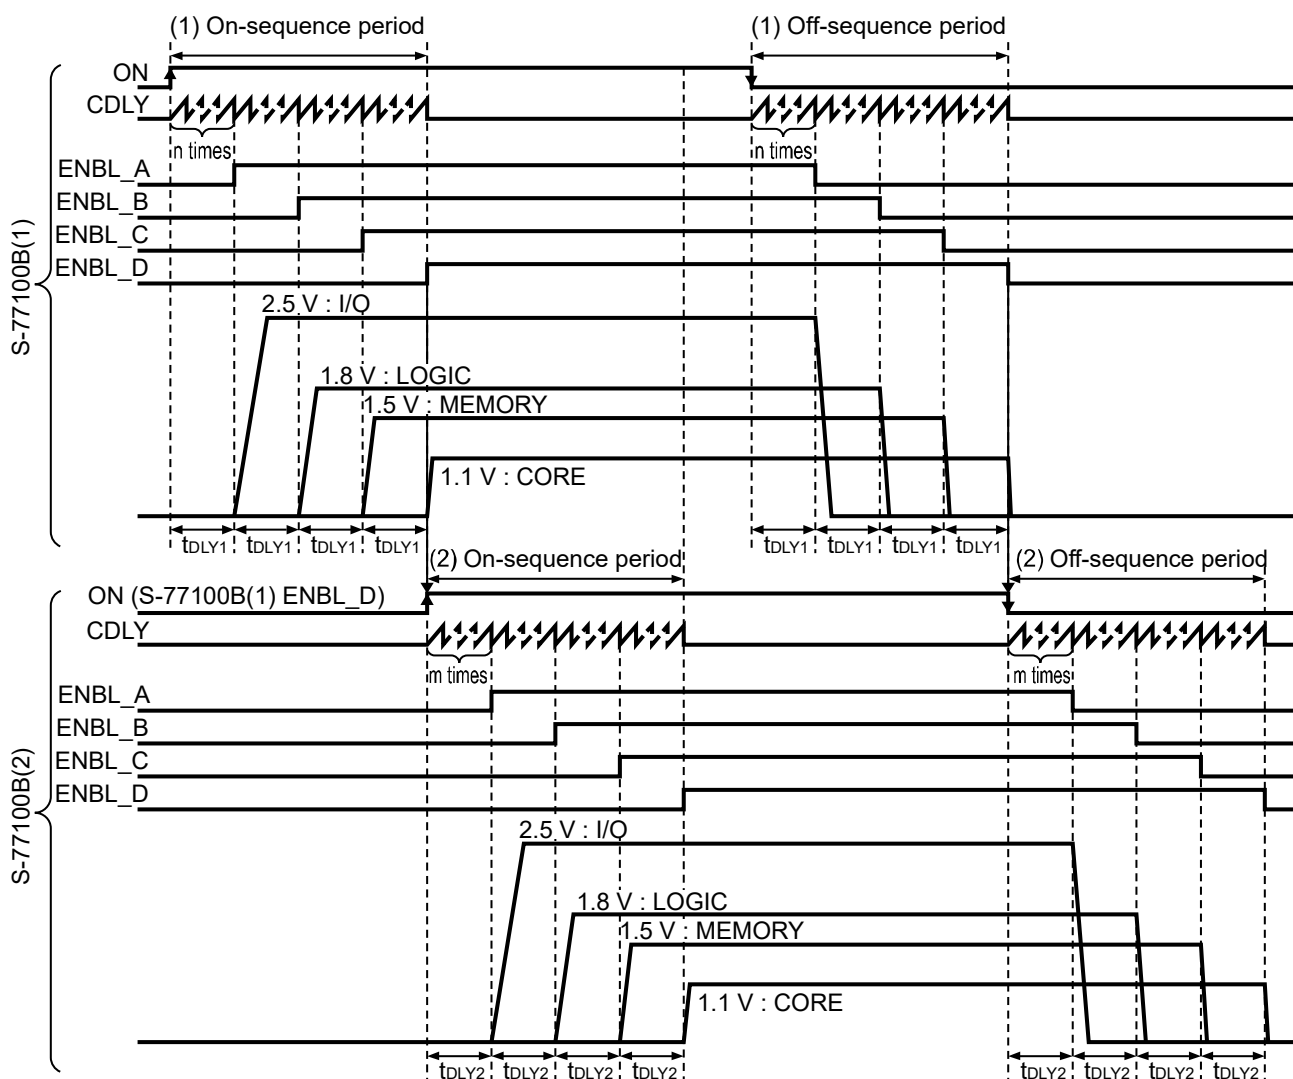 (1) On-sequence period (1) Off-sequence period
ON
CDLY
n times n times
ENBL_A
ENBL_B
ENBL_C
ENBL_D
S-77100B(1)
2.5 V : I/O
1.8 V : LOGIC
1.5 V : MEMORY
1.1 V : CORE
tDLY1 tDLY1 tDLY1 tDLY1 tDLY1 tDLY1 tDLY1 tDLY1
(2) On-sequence period (2) Off-sequence period
ON (S-77100B(1) ENBL_D)
CDLY
m times m times
ENBL_A
ENBL_B
ENBL_C
ENBL_D
S-77100B(2)
2.5 V : I/O
1.8 V : LOGIC
1.5 V : MEMORY
1.1 V : CORE
tDLY2 tDLY2 tDLY2 tDLY2 tDLY2 tDLY2 tDLY2 tDLY2